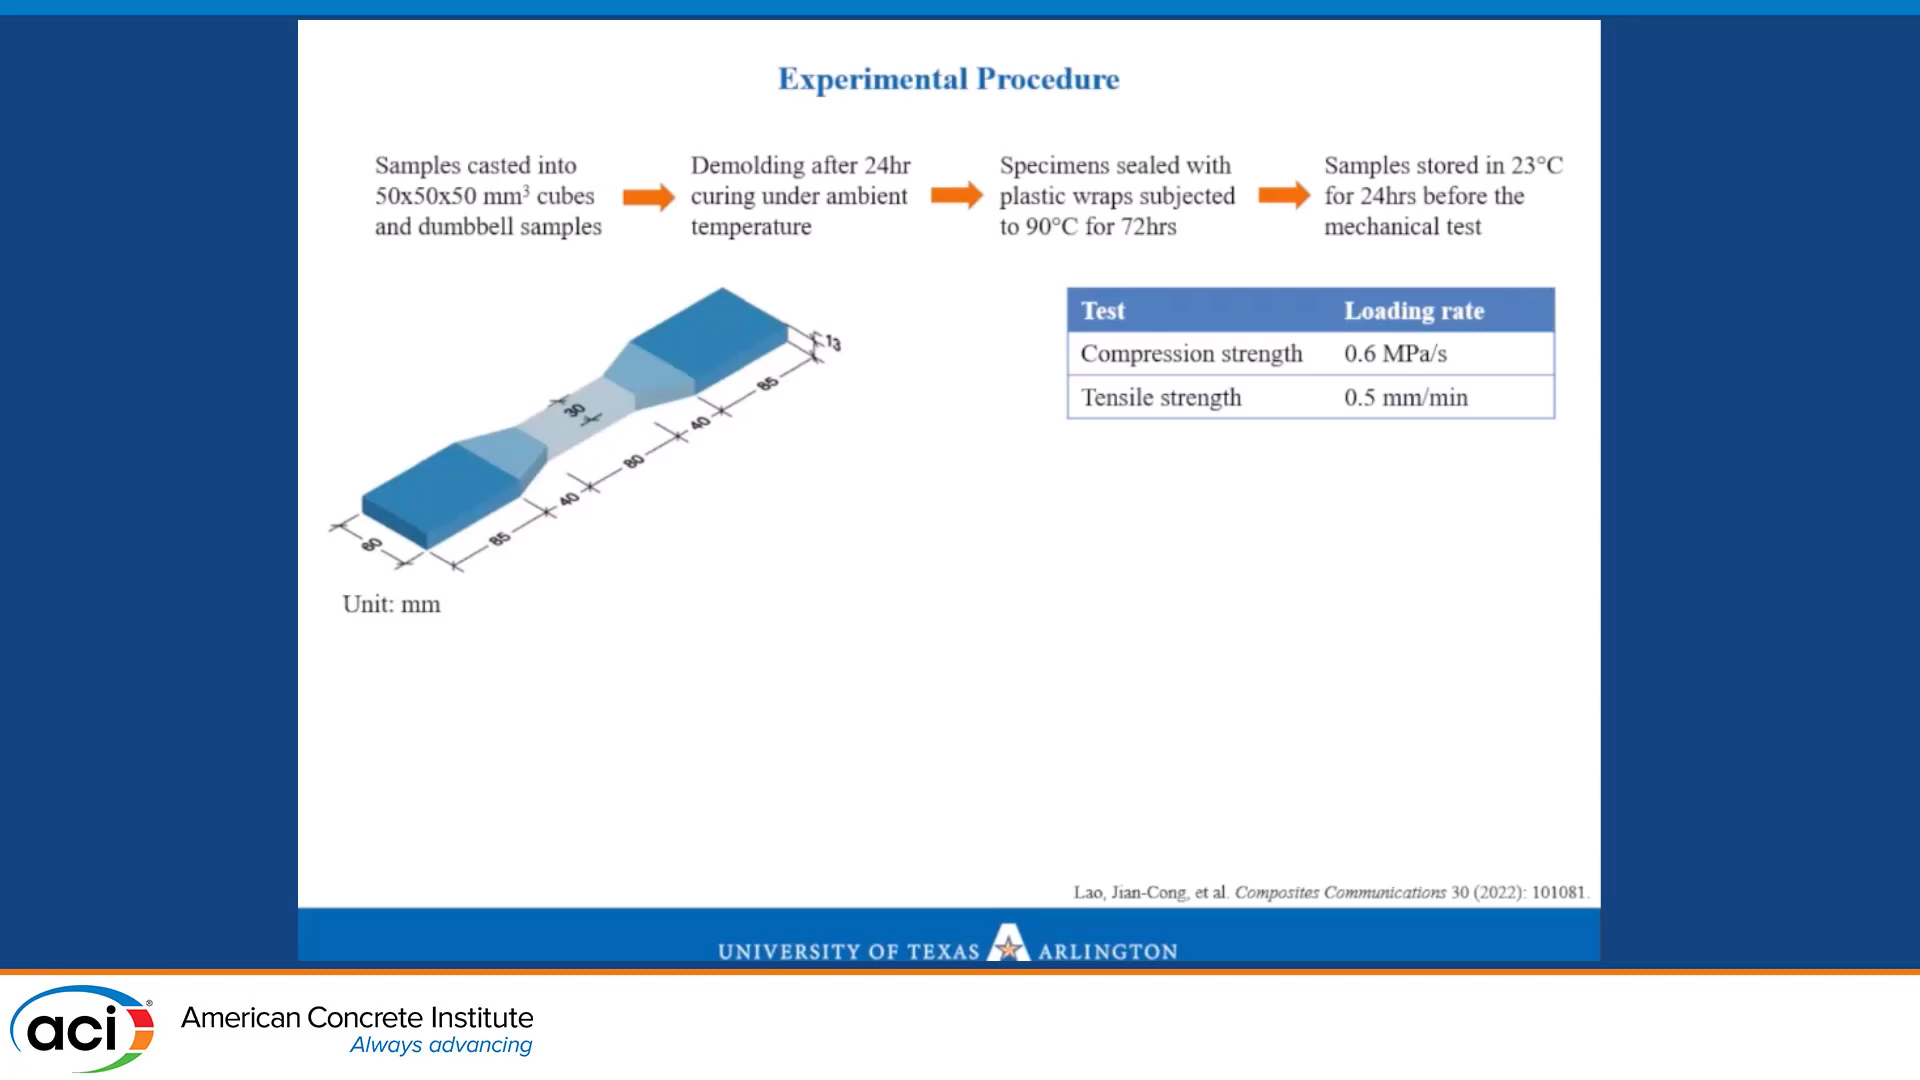 Experimental Procedure
Samples casted into
50x50x50 mm³ cubes
and dumbbell samples
Demolding after 24hr
curing under ambient
temperature
Specimens sealed with
plastic wraps subjected
to 90°C for 72hrs
Samples stored in 23°C
for 24hrs before the
mechanical test
13
85
40
80
40
85
30
60
Unit: mm
Test Loading rate
Compression strength 0.6 MPa/s
Tensile strength 0.5 mm/min
Lao, Jian-Cong, et al. Composites Communications 30 (2022): 101081.
UNIVERSITY OF TEXAS A ARLINGTON
aci®
American Concrete Institute
Always advancing